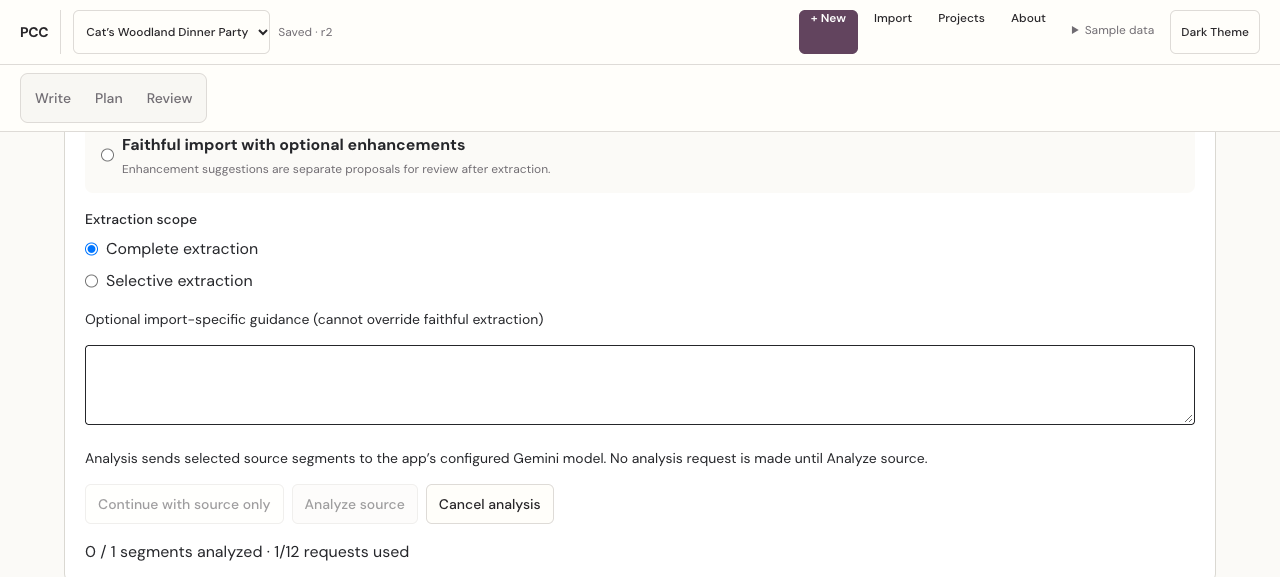 PCC
Cat's Woodland Dinner Party
Saved · r2
+ New
Import
Projects
About
Sample data
Dark Theme
Write
Plan
Review
Faithful import with optional enhancements
Enhancement suggestions are separate proposals for review after extraction.
Extraction scope
Complete extraction
Selective extraction
Optional import-specific guidance (cannot override faithful extraction)
Analysis sends selected source segments to the app's configured Gemini model. No analysis request is made until Analyze source.
Continue with source only
Analyze source
Cancel analysis
0 / 1 segments analyzed · 1/12 requests used